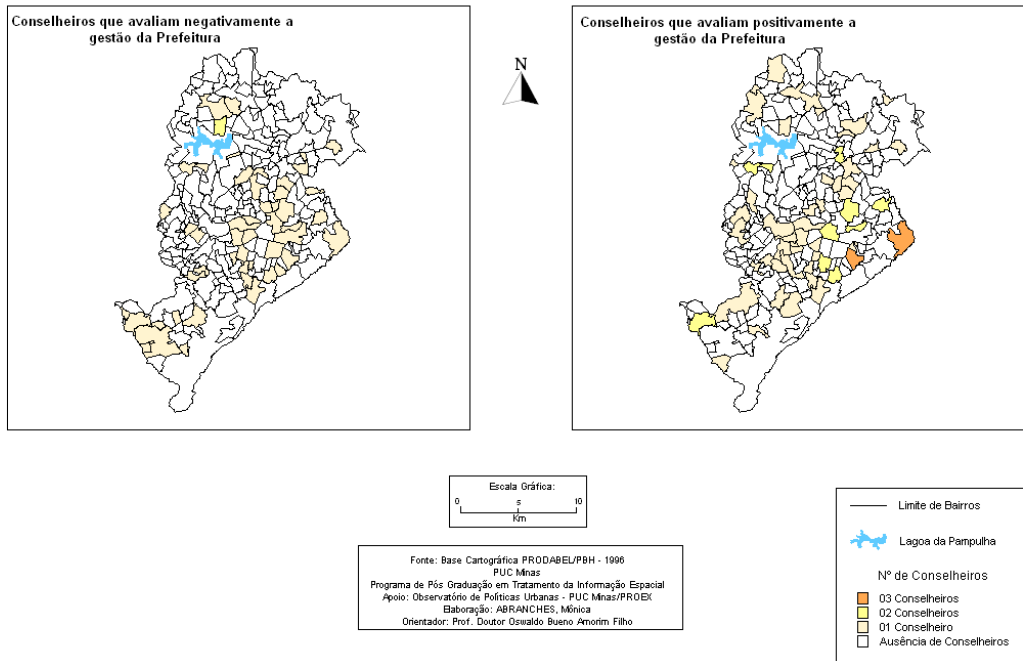 Conselheiros que avaliam negativamente a
gestão da Prefeitura
Conselheiros que avaliam positivamente a
gestão da Prefeitura
N
Escala Gráfica:
0 5 10
Km
Fonte: Base Cartográfica PRODABEL/PBH - 1996
PUC Minas
Programa de Pós Graduação em Tratamento da Informação Espacial
Apoio: Observatório de Políticas Urbanas - PUC Minas/PROEX
Elaboração: ABRANCHES, Mônica
Orientador: Prof. Doutor Oswaldo Bueno Amorim Filho
Limite de Bairros
Lagoa da Pampulha
Nº de Conselheiros
03 Conselheiros
02 Conselheiros
01 Conselheiro
Ausência de Conselheiros